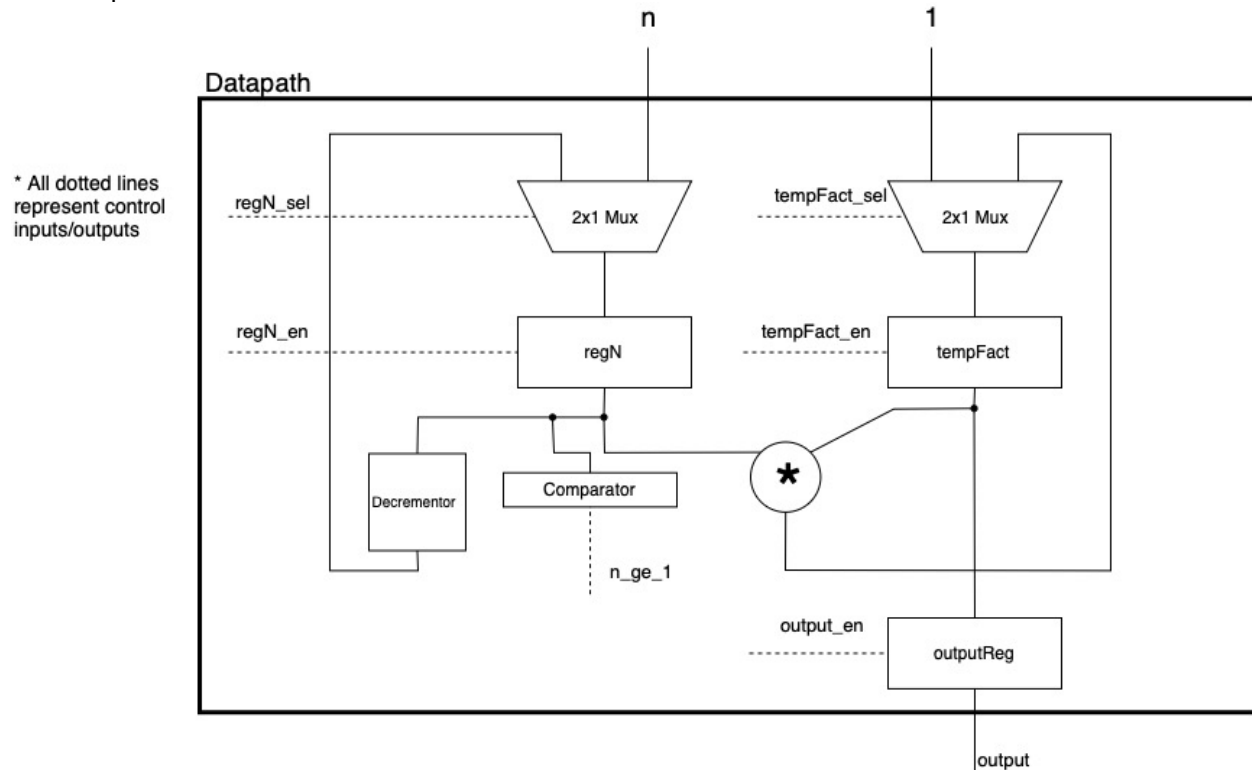 n
1
Datapath
* All dotted lines
represent control
inputs/outputs
regN_sel
2x1 Mux
tempFact_sel
2x1 Mux
regN_en
regN
tempFact_en
tempFact
Decrementor
Comparator
*
n_ge_1
output_en
outputReg
output